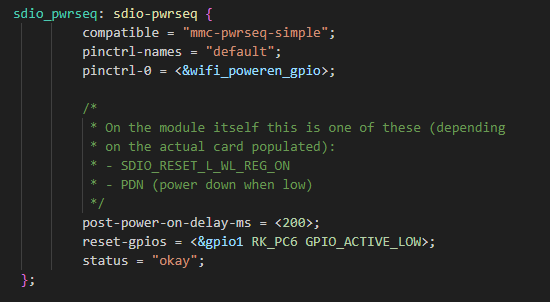 sdio_pwrseq: sdio-pwrseq {
compatible = "mmc-pwrseq-simple";
pinctrl-names = "default";
pinctrl-0 = <&wifi_poweren_gpio>;
/*
* On the module itself this is one of these (depending
* on the actual card populated):
* - SDIO_RESET_L_WL_REG_ON
* - PDN (power down when low)
*/
post-power-on-delay-ms = <200>;
reset-gpios = <&gpio1 RK_PC6 GPIO_ACTIVE_LOW>;
status = "okay";
};